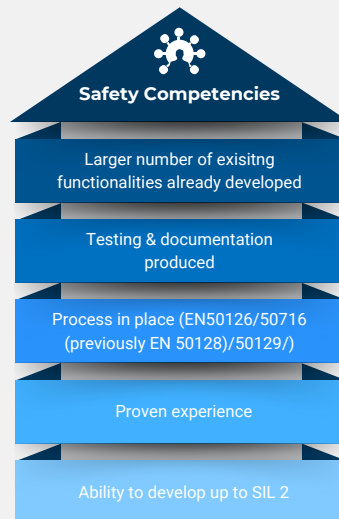 Safety Competencies
Larger number of exisitng
functionalities already developed
Testing & documentation
produced
Process in place (EN50126/50716
(previously EN 50128)/50129/)
Proven experience
Ability to develop up to SIL 2